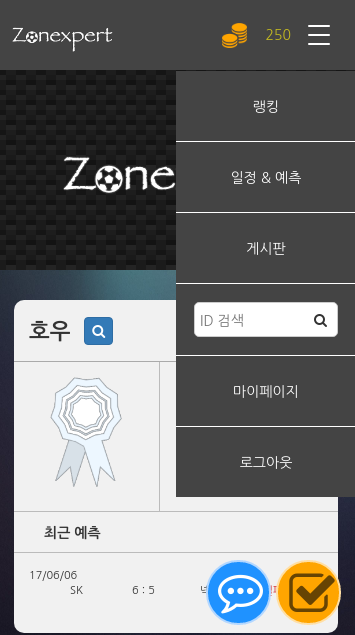 Zonexpert
250
랭킹
Zone
일정 & 예측
게시판
ID 검색
호우
마이페이지
로그아웃
최근 예측
17/06/06
SK
6 : 5